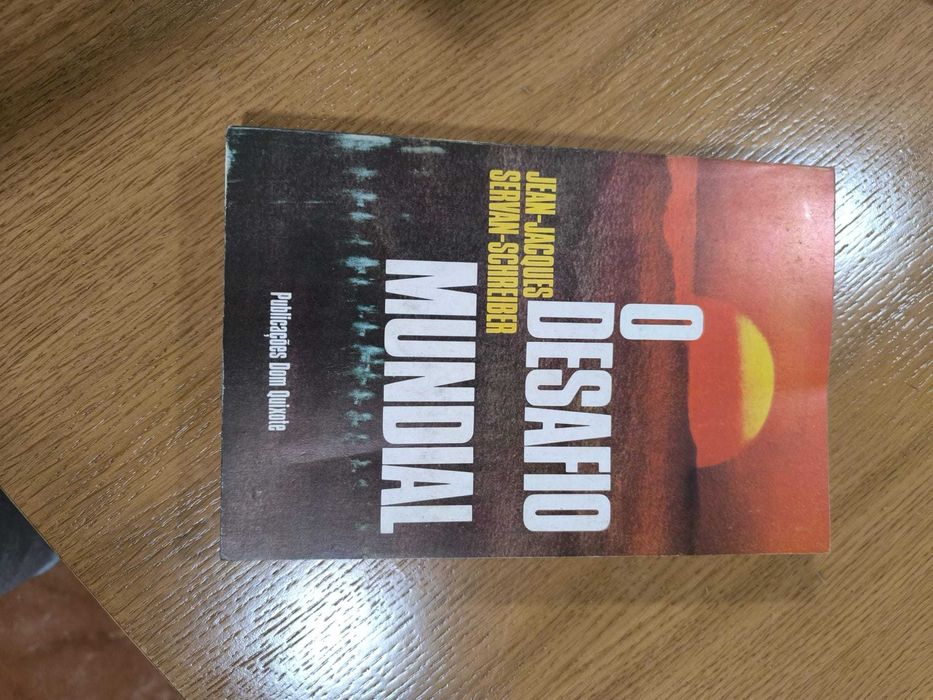 O
DESAFIO
JEAN-JACQUES
SERVAN-SCHREIBER
MUNDIAL
Publicações Dom Quixote